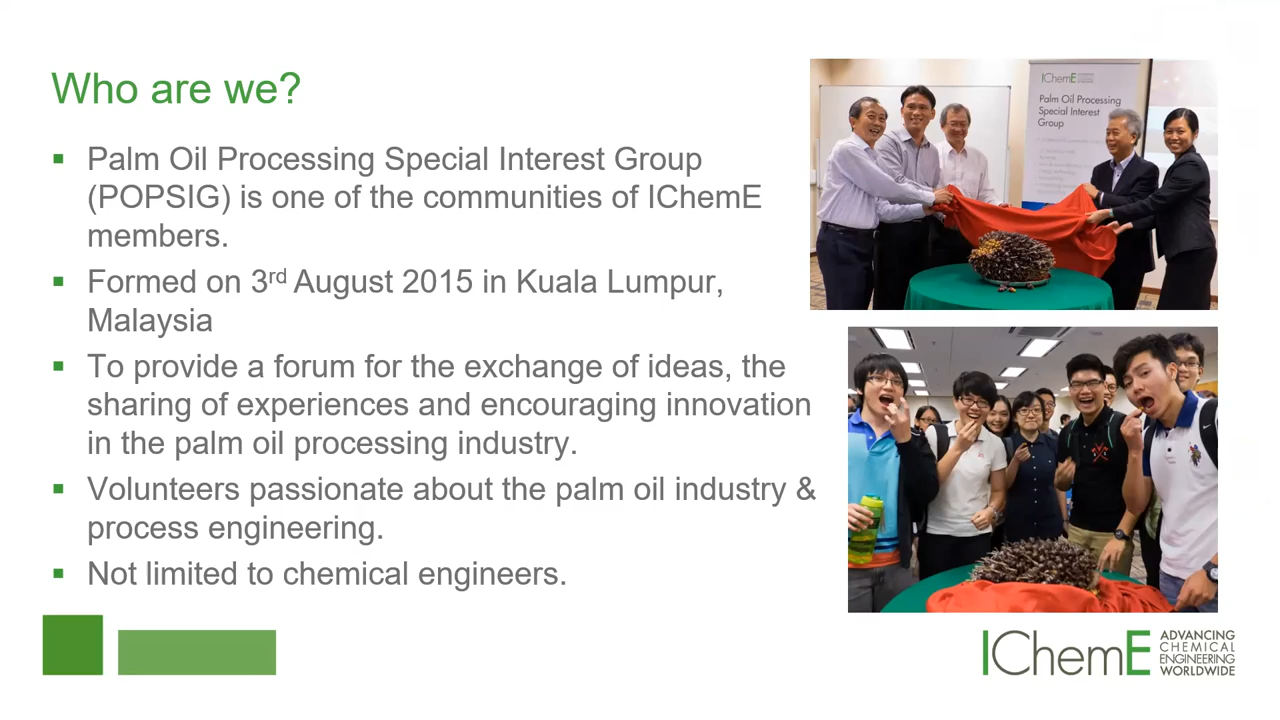 Who are we?
▪ Palm Oil Processing Special Interest Group
(POPSIG) is one of the communities of IChemE
members.
▪ Formed on 3rd August 2015 in Kuala Lumpur,
Malaysia
▪ To provide a forum for the exchange of ideas, the
sharing of experiences and encouraging innovation
in the palm oil processing industry.
▪ Volunteers passionate about the palm oil industry &
process engineering.
▪ Not limited to chemical engineers.
IChemE
Palm Oil Processing
Special Interest
Group
IChemE
ADVANCING
CHEMICAL
ENGINEERING
WORLDWIDE